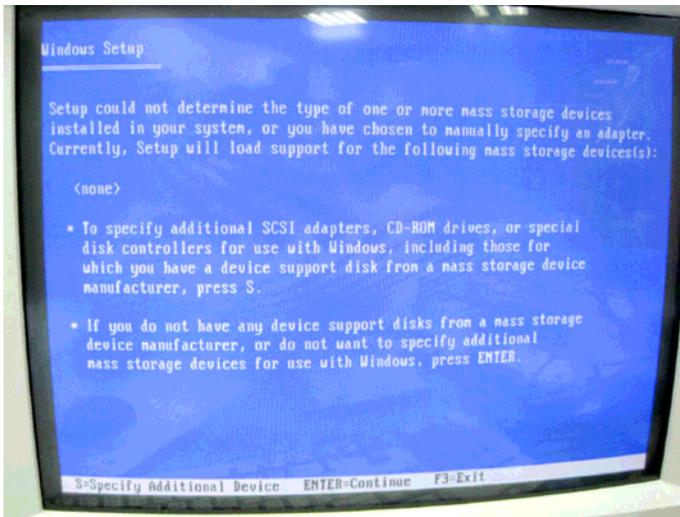 Windows Setup
Setup could not determine the type of one or more mass storage devices
installed in your system, or you have chosen to manually specify an adapter.
Currently, Setup will load support for the following mass storage devices(s):
<none>
* To specify additional SCSI adapters, CD-ROM drives, or special
disk controllers for use with Windows, including those for
which you have a device support disk from a mass storage device
manufacturer, press S.
* If you do not have any device support disks from a mass storage
device manufacturer, or do not want to specify additional
mass storage devices for use with Windows, press ENTER.
S=Specify Additional Device ENTER=Continue F3=Exit